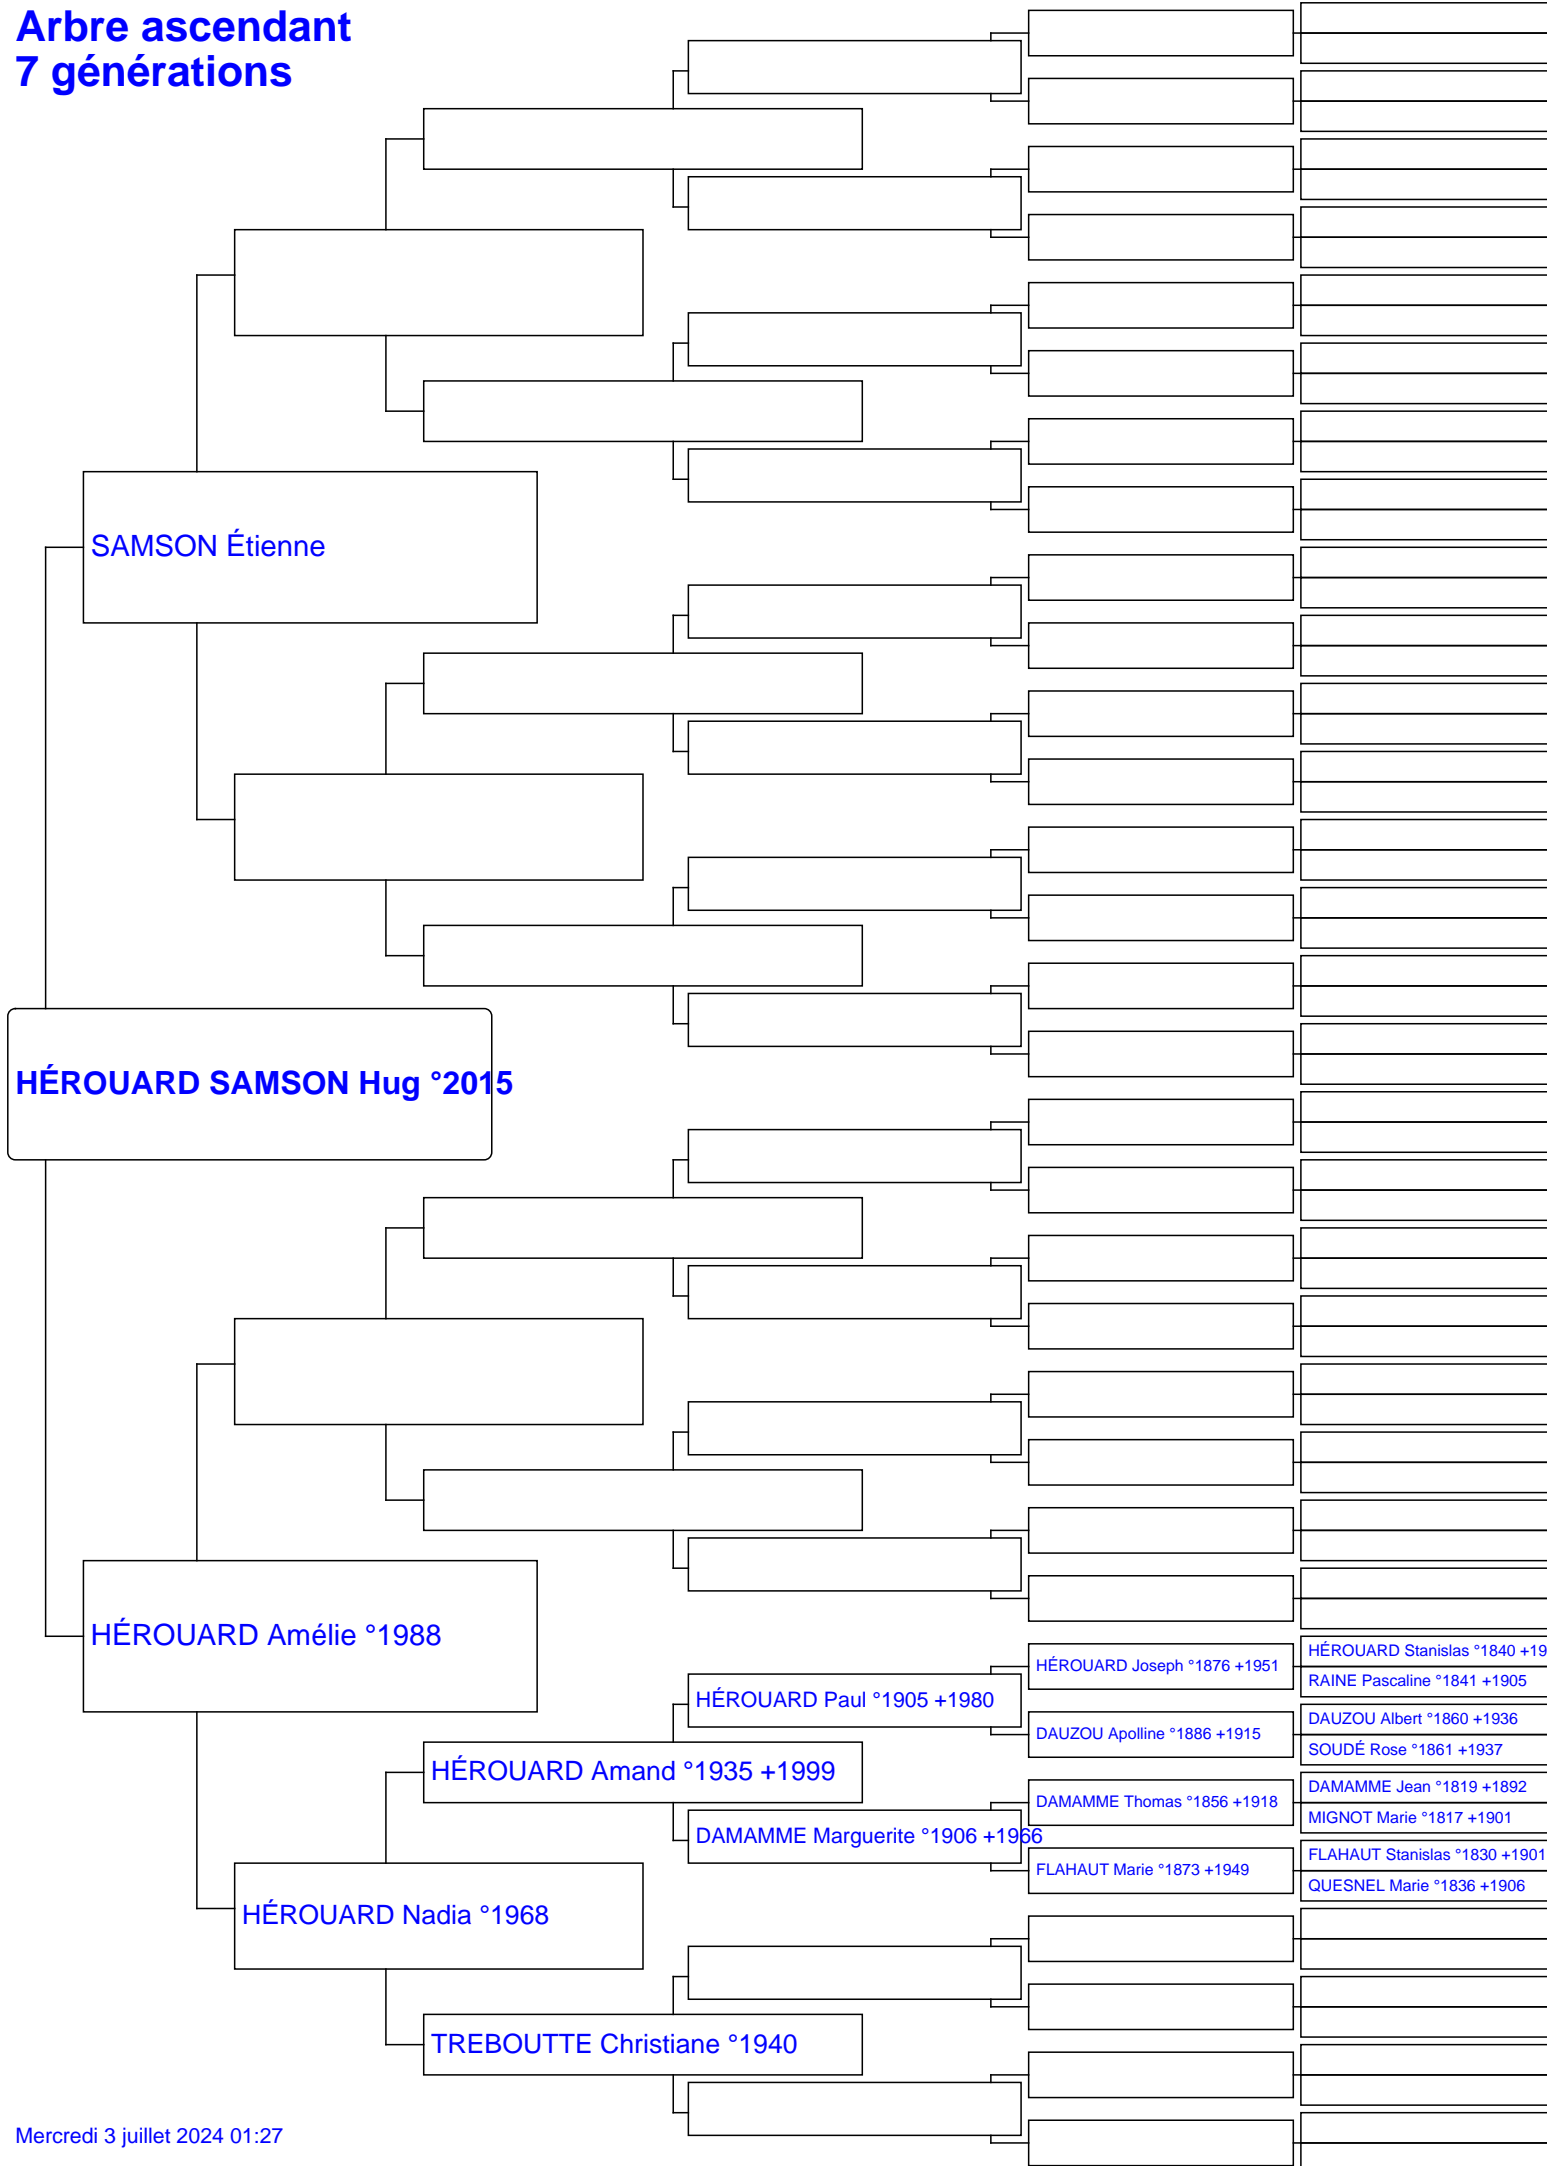 Arbre ascendant
7 générations
SAMSON Étienne
HÉROUARD SAMSON Hug °2015
HÉROUARD Amélie °1988
HÉROUARD Stanislas °1840 +19
HÉROUARD Joseph °1876 +1951
RAINE Pascaline °1841 +1905
HÉROUARD Paul °1905 +1980
DAUZOU Albert °1860 +1936
DAUZOU Apolline °1886 +1915
SOUDÉ Rose °1861 +1937
HÉROUARD Amand °1935 +1999
DAMAMME Jean °1819 +1892
DAMAMME Thomas °1856 +1918
MIGNOT Marie °1817 +1901
DAMAMME Marguerite °1906 +1966
FLAHAUT Stanislas °1830 +1901
FLAHAUT Marie °1873 +1949
QUESNEL Marie °1836 +1906
HÉROUARD Nadia °1968
TREBOUTTE Christiane °1940
Mercredi 3 juillet 2024 01:27